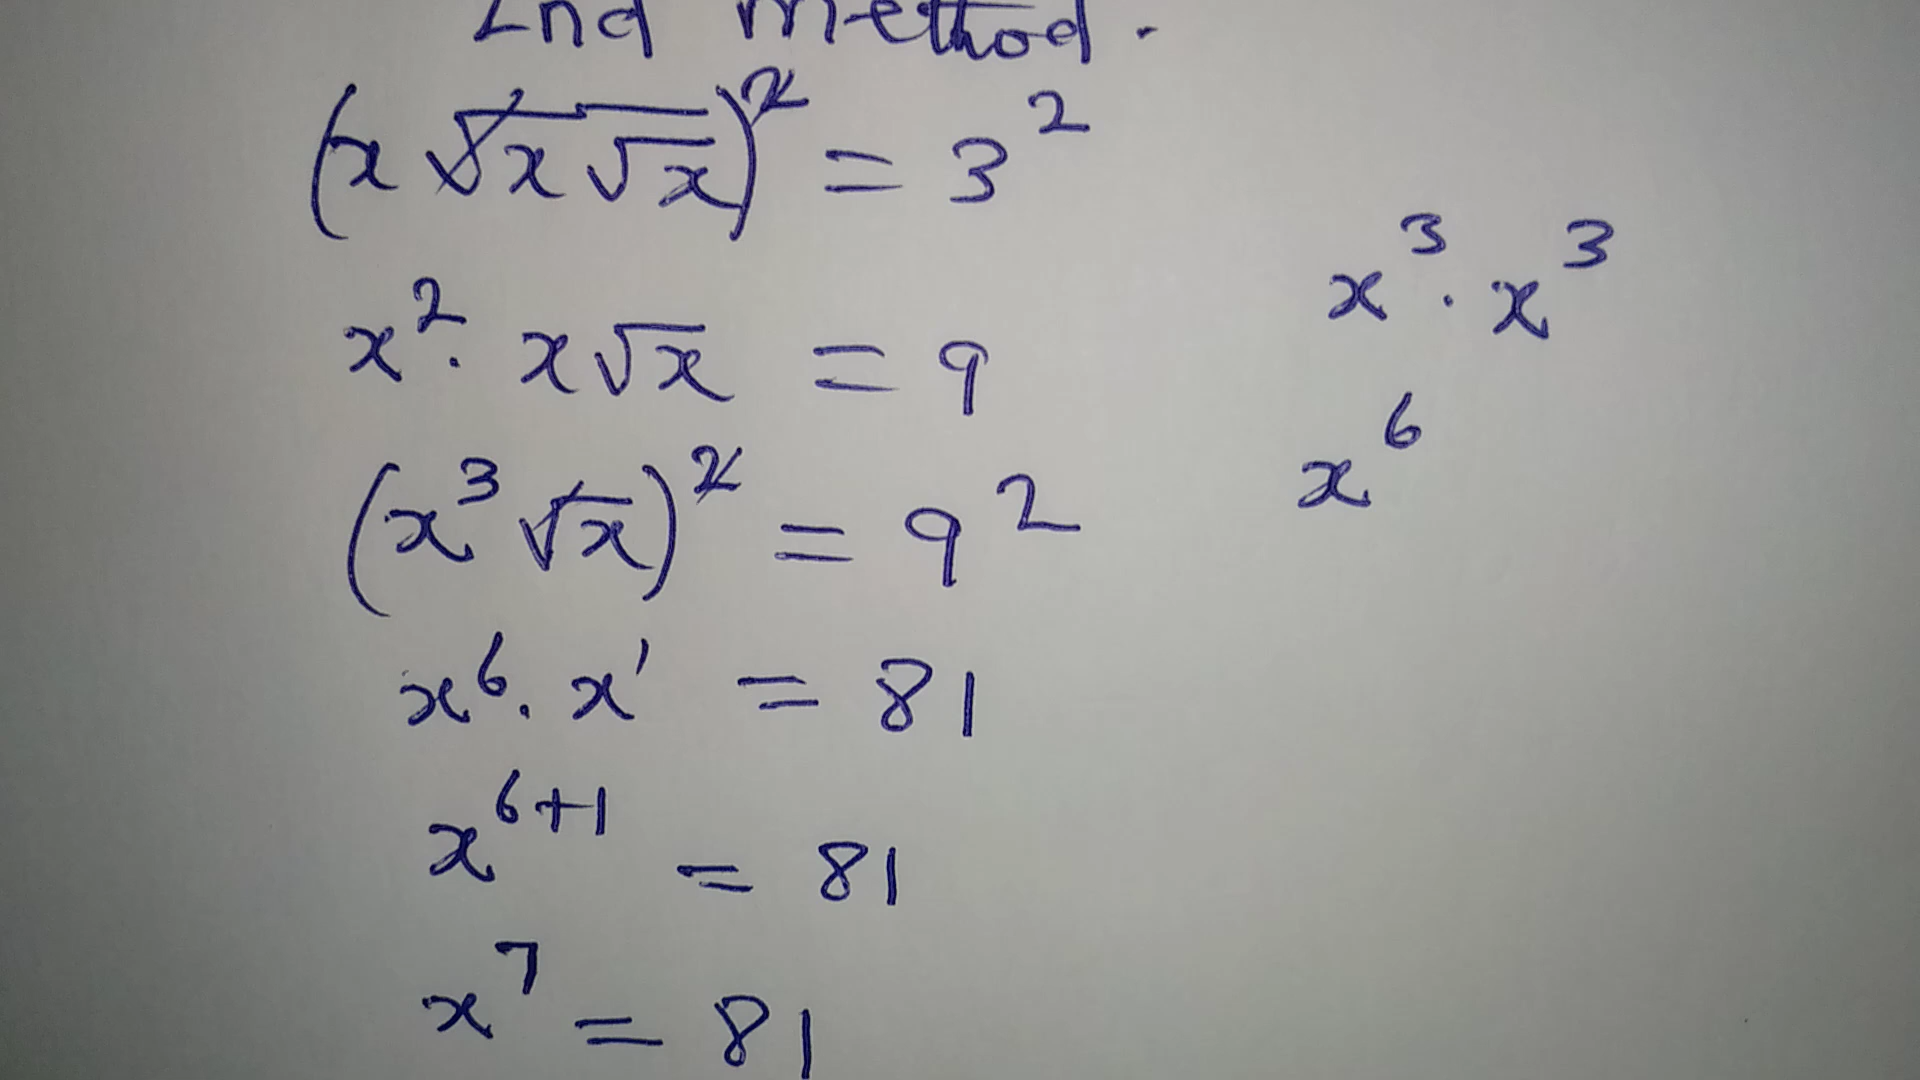 2nd method.
(x√(x√x))² = 3²
x² . x√x = 9
(x³√x)² = 9²
x⁶ . x¹ = 81
x⁶⁺¹ = 81
x⁷ = 81
x³ . x³
x⁶